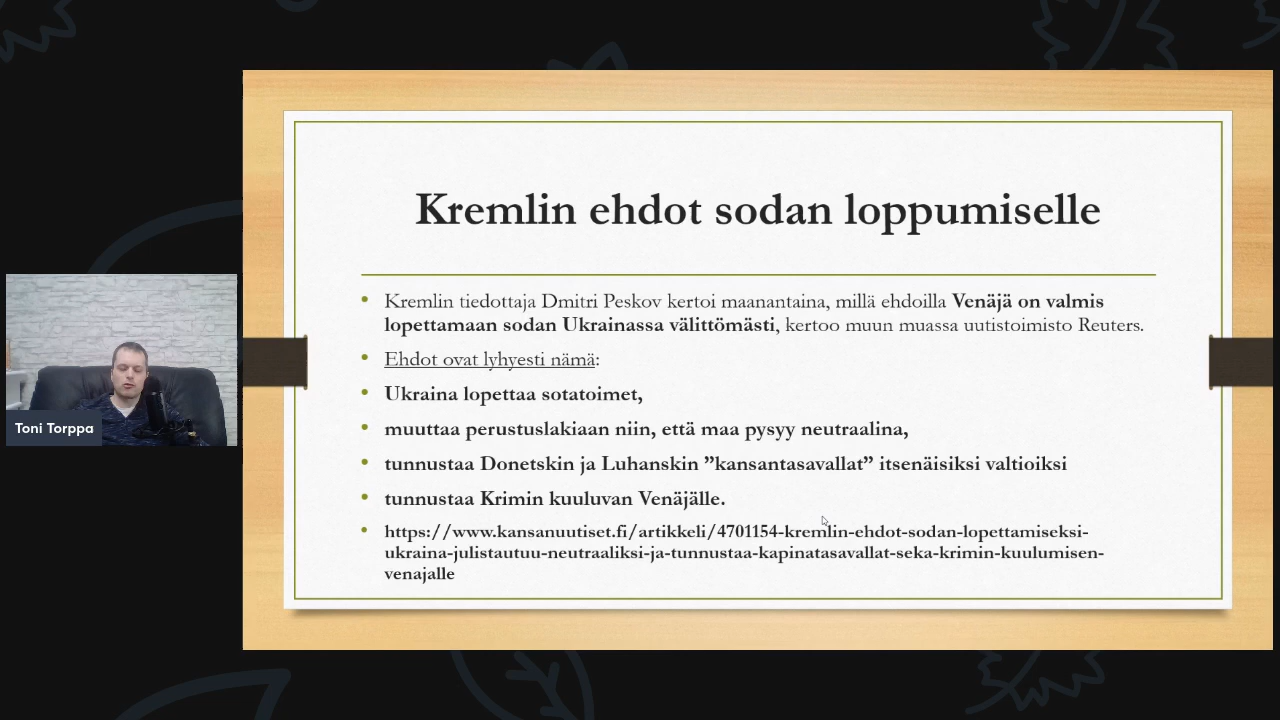 Kremlin ehdot sodan loppumiselle
Kremlin tiedottaja Dmitri Peskov kertoi maanantaina, millä ehdoilla Venäjä on valmis
lopettamaan sodan Ukrainassa välittömästi, kertoo muun muassa uutistoimisto Reuters.
Ehdot ovat lyhyesti nämä:
Ukraina lopettaa sotatoimet,
muuttaa perustuslakiaan niin, että maa pysyy neutraalina,
tunnustaa Donetskin ja Luhanskin ”kansantasavallat” itsenäisiksi valtioiksi
tunnustaa Krimin kuuluvan Venäjälle.
https://www.kansanuutiset.fi/artikkeli/4701154-kremlin-ehdot-sodan-lopettamiseksi-
ukraina-julistautuu-neutraaliksi-ja-tunnustaa-kapinatasavallat-seka-krimin-kuulumisen-
venajalle
Toni Torppa